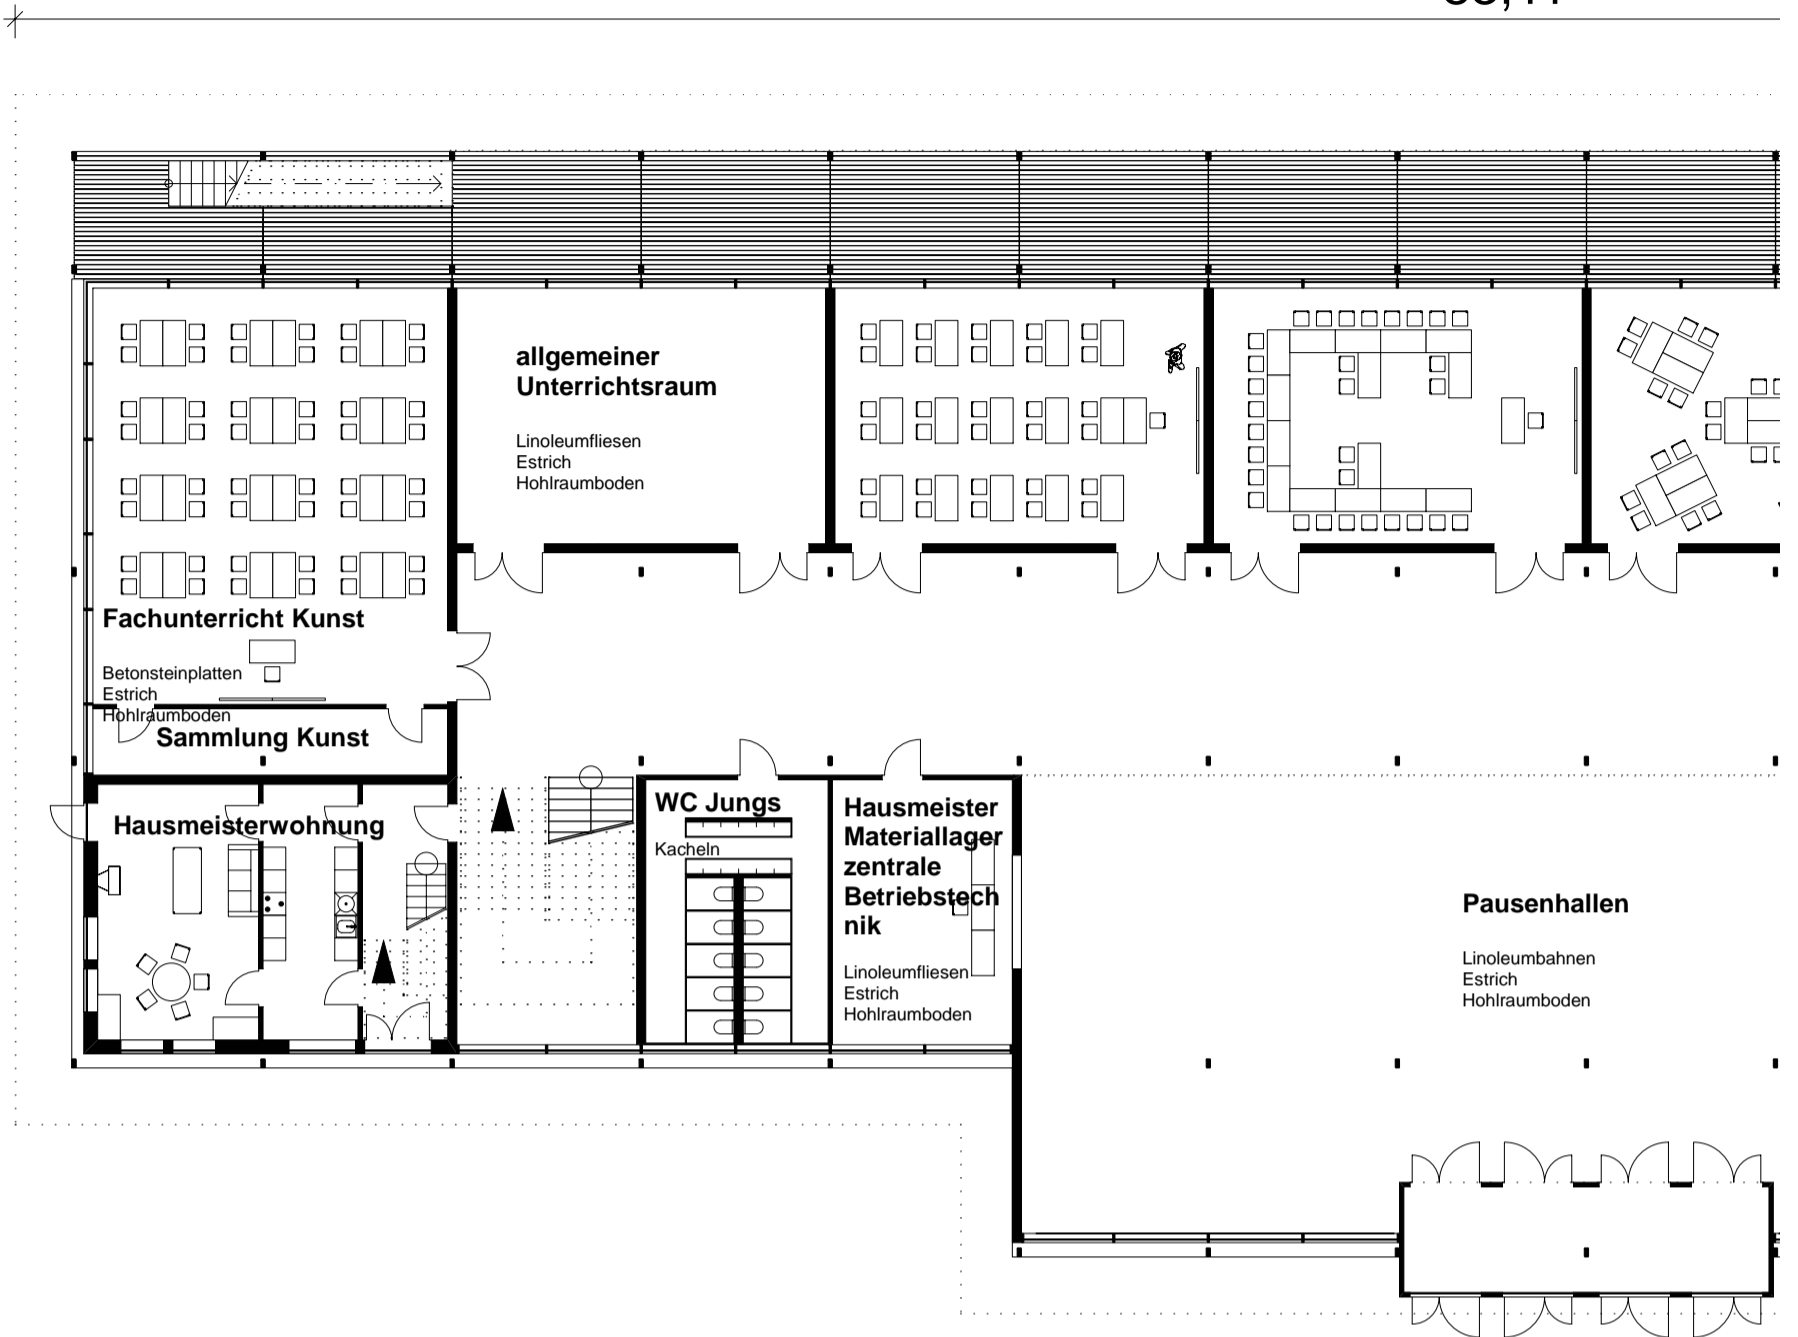 allgemeiner
Unterrichtsraum
Linoleumfliesen
Estrich
Hohlraumboden
Fachunterricht Kunst
Betonsteinplatten
Estrich
Hohlraumboden
Sammlung Kunst
Hausmeisterwohnung
WC Jungs
Kacheln
Hausmeister
Materiallager
zentrale
Betriebstech
nik
Linoleumfliesen
Estrich
Hohlraumboden
Pausenhallen
Linoleumbahnen
Estrich
Hohlraumboden